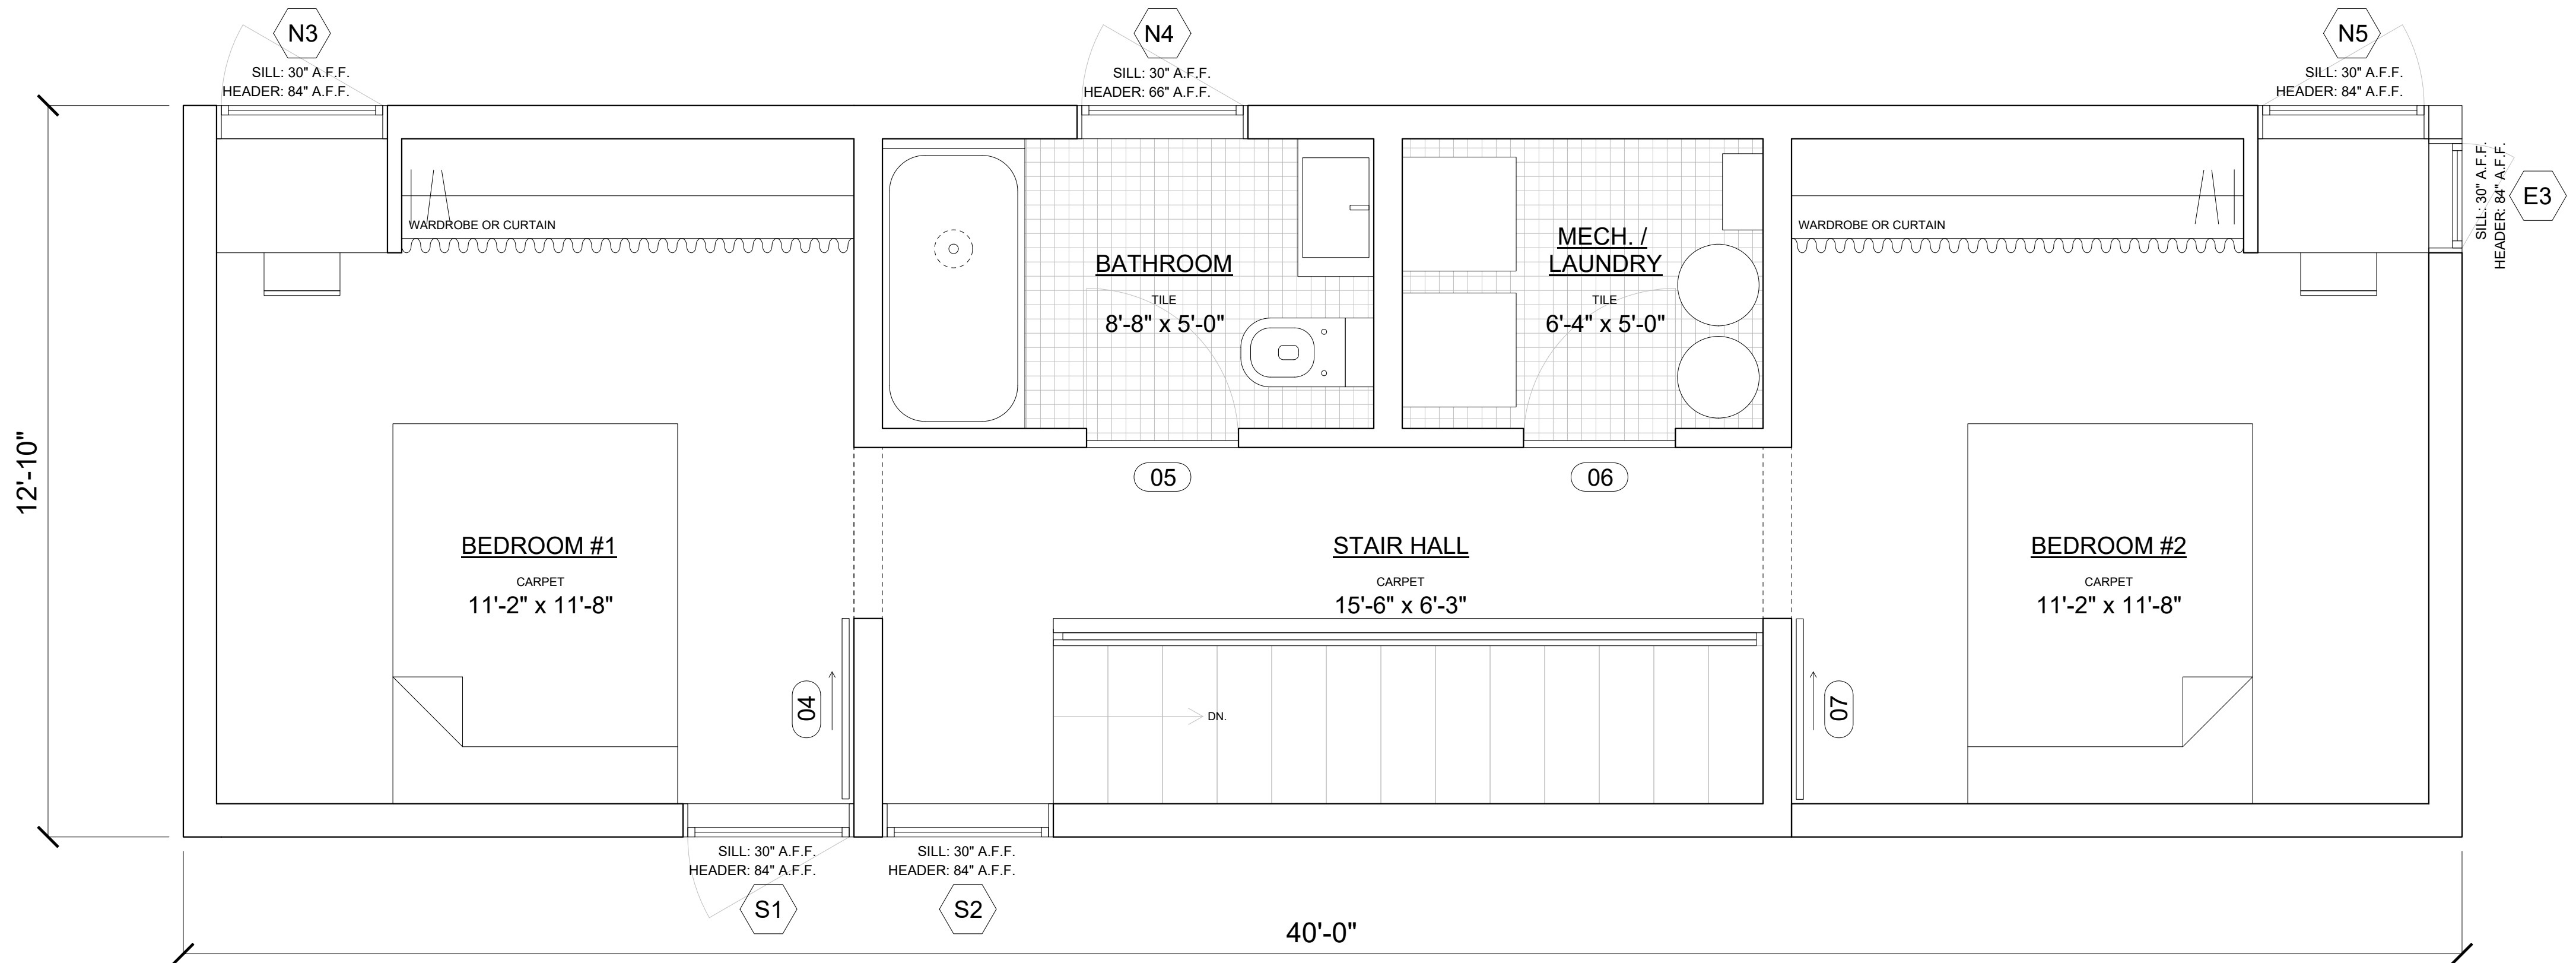 N3
SILL: 30" A.F.F.
HEADER: 84" A.F.F.
N4
SILL: 30" A.F.F.
HEADER: 66" A.F.F.
N5
SILL: 30" A.F.F.
HEADER: 84" A.F.F.
SILL: 30" A.F.F.
HEADER: 84" A.F.F.
E3
WARDROBE OR CURTAIN
BATHROOM
TILE
8'-8" x 5'-0"
MECH. /
LAUNDRY
TILE
6'-4" x 5'-0"
WARDROBE OR CURTAIN
12'-10"
05
06
BEDROOM #1
CARPET
11'-2" x 11'-8"
STAIR HALL
CARPET
15'-6" x 6'-3"
BEDROOM #2
CARPET
11'-2" x 11'-8"
04
DN.
07
SILL: 30" A.F.F.
HEADER: 84" A.F.F.
S1
SILL: 30" A.F.F.
HEADER: 84" A.F.F.
S2
40'-0"